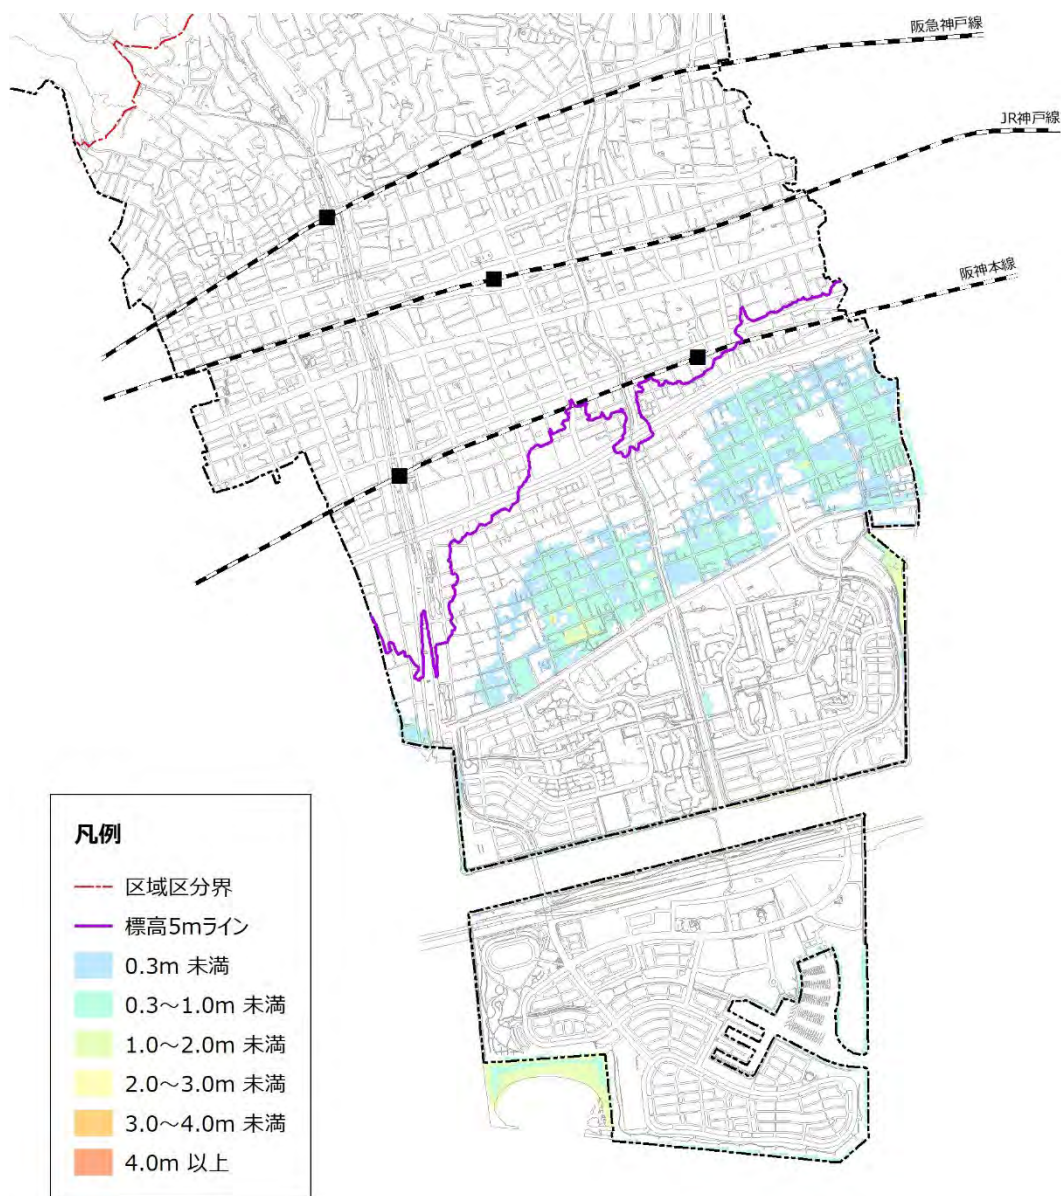 阪急神戸線
JR神戸線
阪神本線
凡例
区域区分界
標高5mライン
0.3m 未満
0.3～1.0m 未満
1.0～2.0m 未満
2.0～3.0m 未満
3.0～4.0m 未満
4.0m 以上